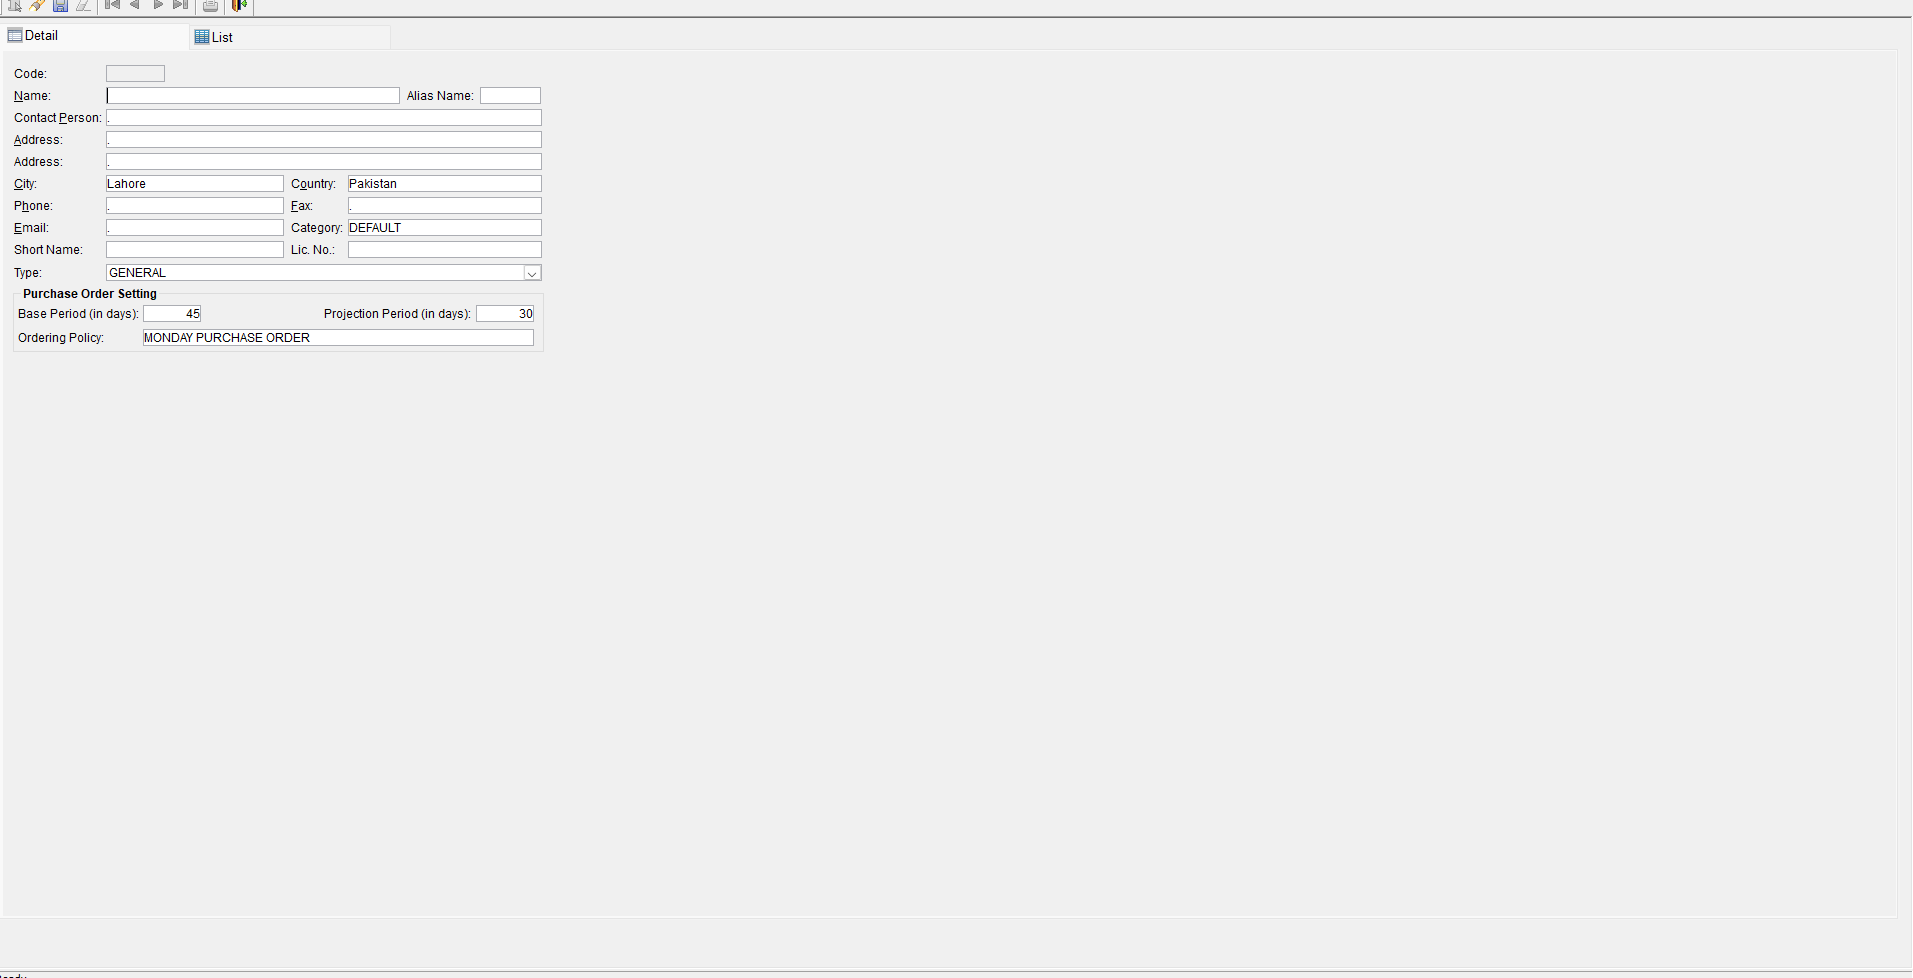 Detail
List
Code:
Name: Alias Name:
Contact Person: .
Address: .
Address: .
City: Lahore Country: Pakistan
Phone: . Fax: .
Email: . Category: DEFAULT
Short Name: Lic. No.:
Type: GENERAL
Purchase Order Setting
Base Period (in days): 45 Projection Period (in days): 30
Ordering Policy: MONDAY PURCHASE ORDER